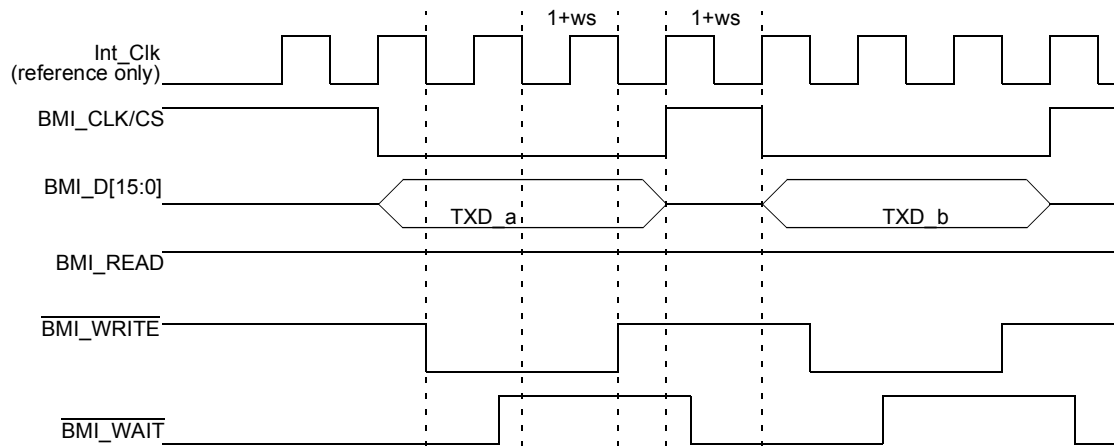 1+ws 1+ws
Int_Clk
(reference only)
BMI_CLK/CS
BMI_D[15:0]
TXD_a TXD_b
BMI_READ
BMI_WRITE
BMI_WAIT